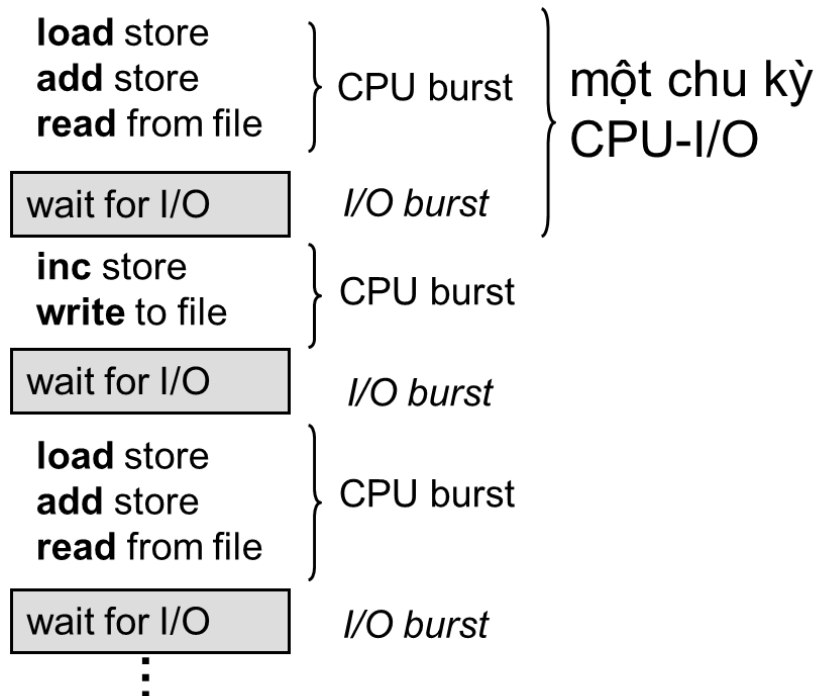 load store
add store
read from file
CPU burst
một chu kỳ
CPU-I/O
wait for I/O
I/O burst
inc store
write to file
CPU burst
wait for I/O
I/O burst
load store
add store
read from file
CPU burst
wait for I/O
I/O burst